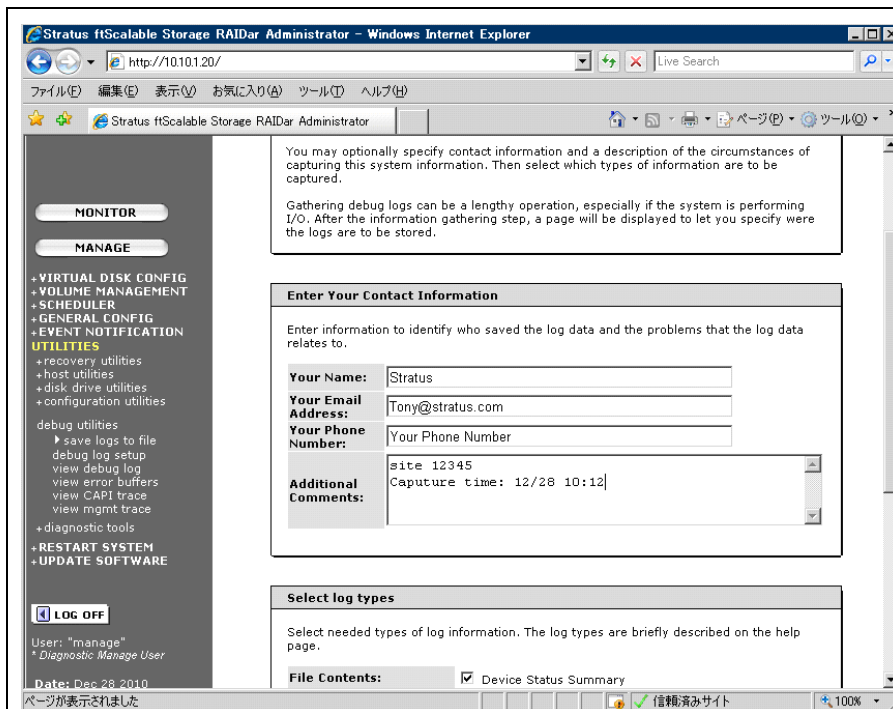 Stratus ftScalable Storage RAIDar Administrator - Windows Internet Explorer
http://10.10.1.20/
Live Search
ファイル(F) 編集(E) 表示(V) お気に入り(A) ツール(T) ヘルプ(H)
Stratus ftScalable Storage RAIDar Administrator
ページ(P) ツール(O)
MONITOR
MANAGE
+VIRTUAL DISK CONFIG
+VOLUME MANAGEMENT
+SCHEDULER
+GENERAL CONFIG
+EVENT NOTIFICATION
UTILITIES
+recovery utilities
+host utilities
+disk drive utilities
+configuration utilities
debug utilities
save logs to file
debug log setup
view debug log
view error buffers
view CAPI trace
view mgmt trace
+diagnostic tools
+RESTART SYSTEM
+UPDATE SOFTWARE
LOG OFF
User: "manage"
* Diagnostic Manage User
Date: Dec 28 2010
You may optionally specify contact information and a description of the circumstances of
capturing this system information. Then select which types of information are to be
captured.
Gathering debug logs can be a lengthy operation, especially if the system is performing
I/O. After the information gathering step, a page will be displayed to let you specify were
the logs are to be stored.
Enter Your Contact Information
Enter information to identify who saved the log data and the problems that the log data
relates to.
Your Name: Stratus
Your Email
Address: Tony@stratus.com
Your Phone
Number: Your Phone Number
Additional
Comments:
site 12345
Caputure time: 12/28 10:12
Select log types
Select needed types of log information. The log types are briefly described on the help
page.
File Contents: Device Status Summary
ページが表示されました
信頼済みサイト
100%